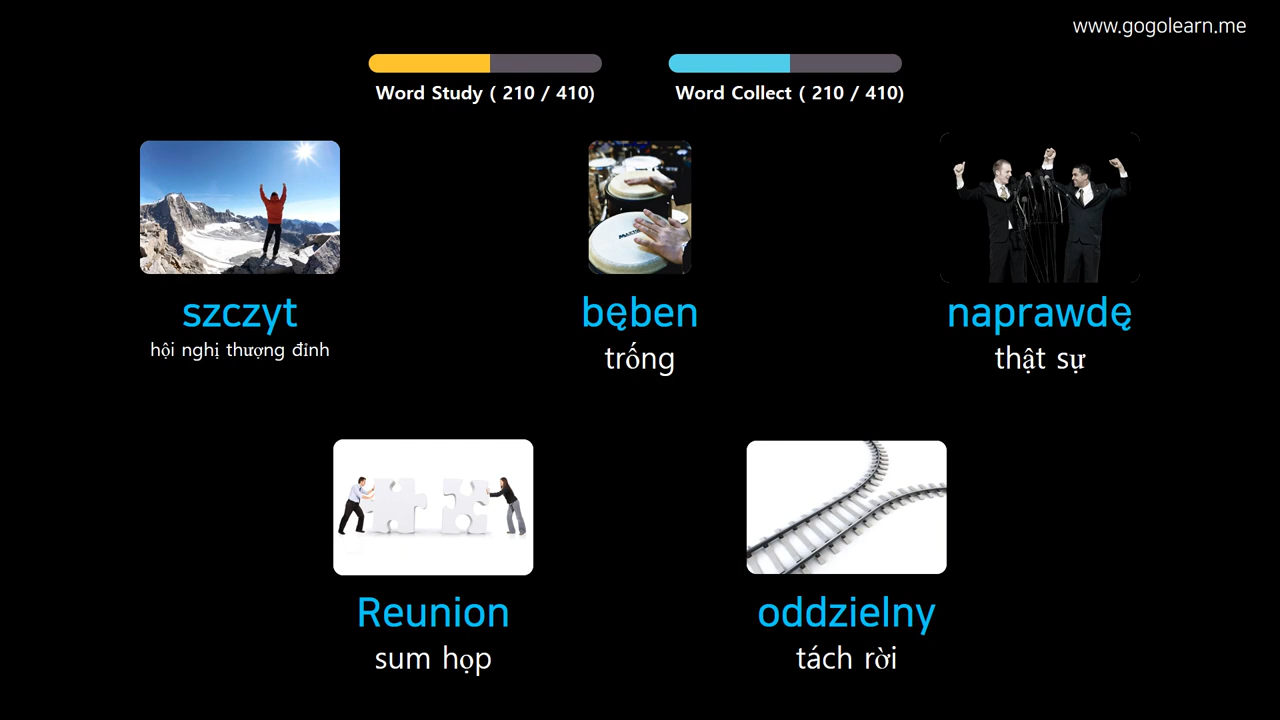 www.gogolearn.me
Word Study ( 210 / 410)
Word Collect ( 210 / 410)
szczyt
hội nghị thượng đỉnh
bęben
trống
naprawdę
thật sự
Reunion
sum họp
oddzielny
tách rời